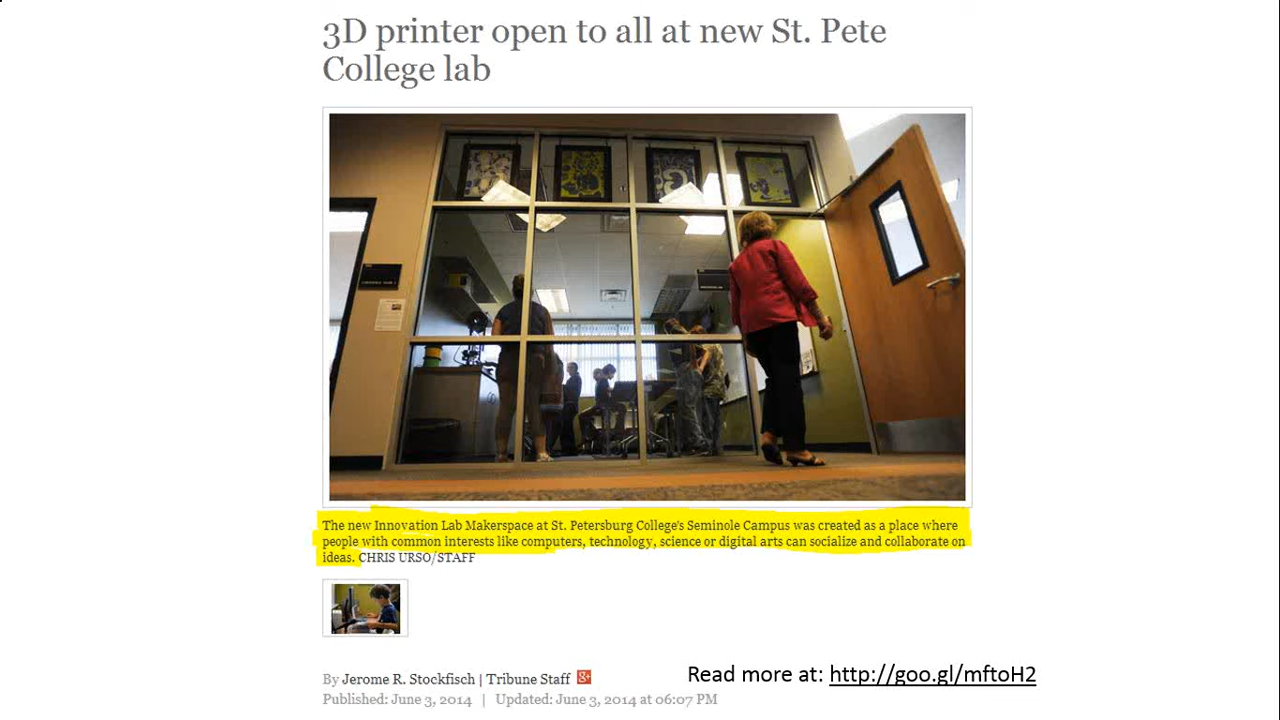 3D printer open to all at new St. Pete
College lab
The new Innovation Lab Makerspace at St. Petersburg College's Seminole Campus was created as a place where
people with common interests like computers, technology, science or digital arts can socialize and collaborate on
ideas. CHRIS URSO/STAFF
By Jerome R. Stockfisch | Tribune Staff
Read more at: http://goo.gl/mftoH2
Published: June 3, 2014 | Updated: June 3, 2014 at 06:07 PM